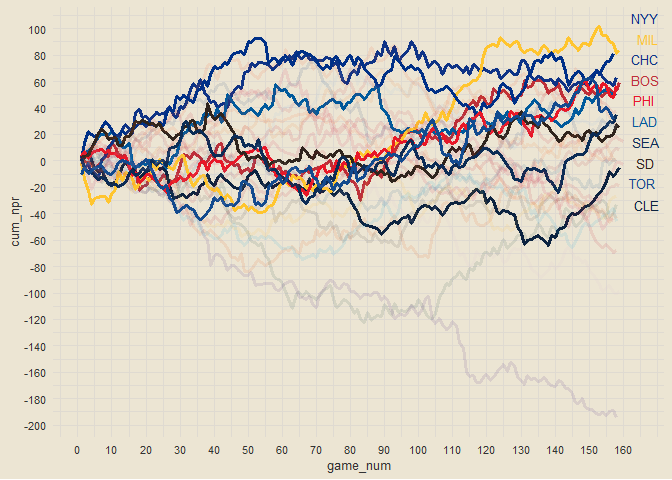 NYY
MIL
CHC
BOS
PHI
LAD
SEA
SD
TOR
CLE
100
80
60
40
20
0
-20
-40
-60
-80
-100
-120
-140
-160
-180
-200
cum_npr
0 10 20 30 40 50 60 70 80 90 100 110 120 130 140 150 160
game_num